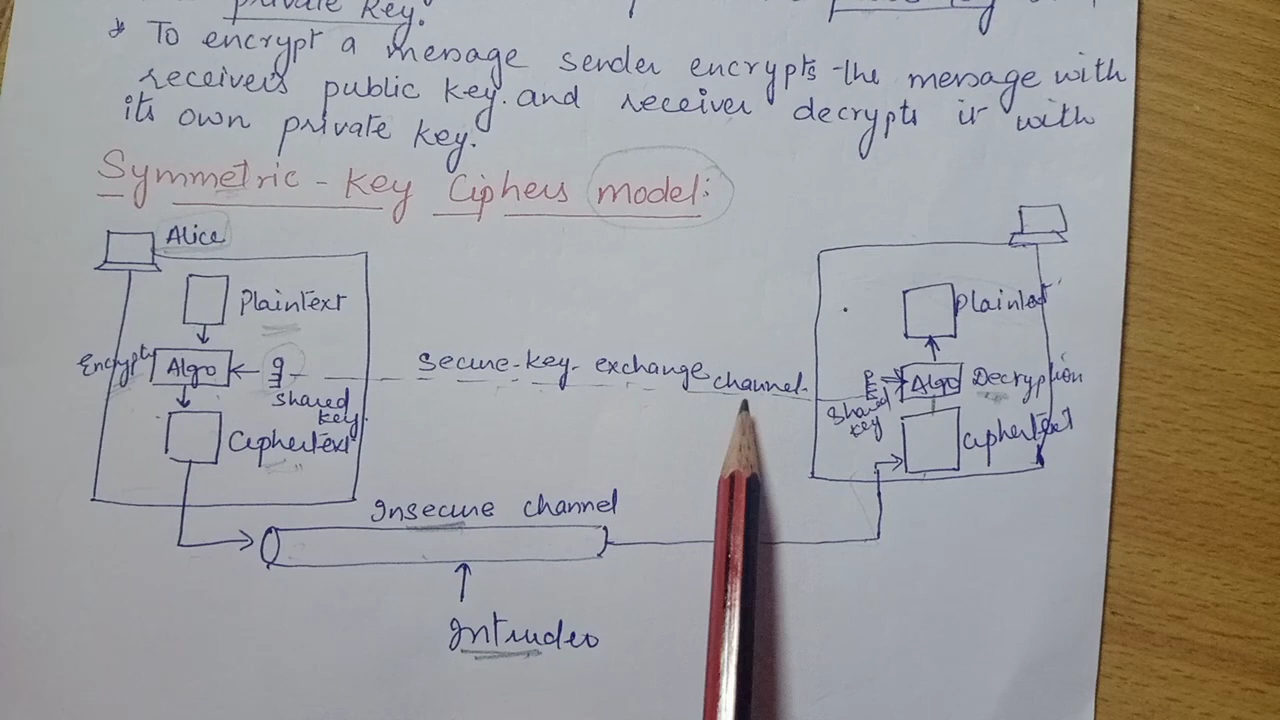 private key.
* To encrypt a message sender encrypts the message with
receiver's public key. and receiver decrypts it with
its own private key.
Symmetric-Key Ciphers model:
Alice
Plaintext
Plaintext
Encrypt Algo
Shared key
Secure-key exchange channel.
Shared key
Algo Decryption
Ciphertext
Ciphertext
Insecure channel
Intruder